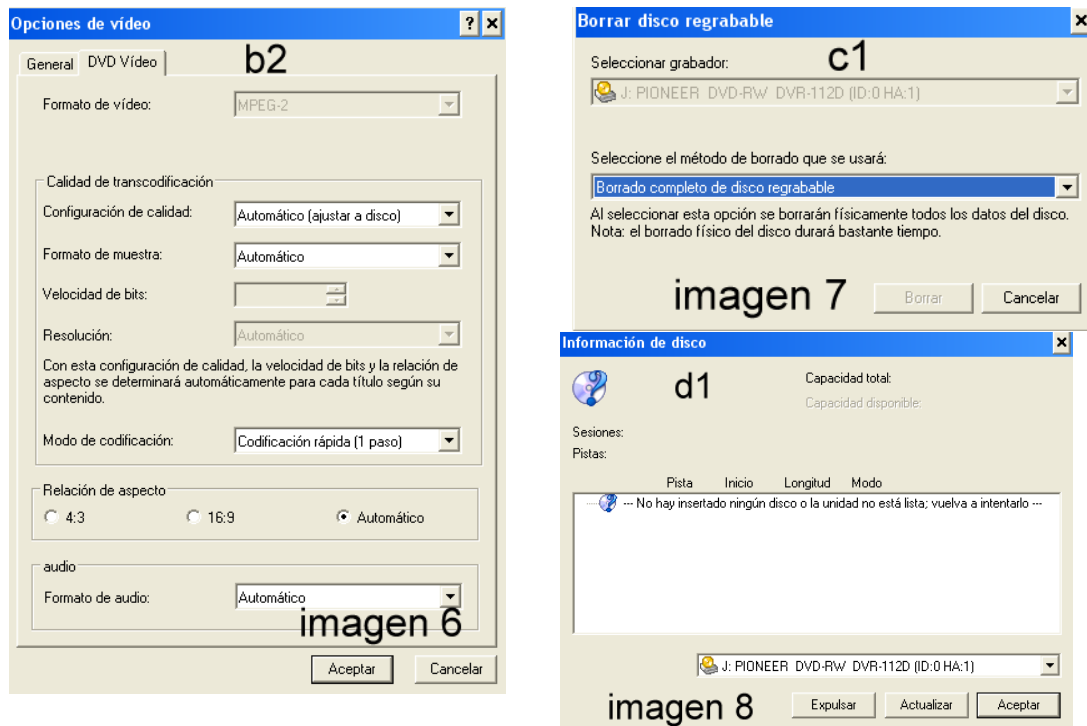 Opciones de vídeo
b2
General
DVD Vídeo
Formato de vídeo:
MPEG-2
Calidad de transcodificación
Configuración de calidad:
Automático (ajustar a disco)
Formato de muestra:
Automático
Velocidad de bits:
Resolución:
Automático
Con esta configuración de calidad, la velocidad de bits y la relación de
aspecto se determinará automáticamente para cada título según su
contenido.
Modo de codificación:
Codificación rápida (1 paso)
Relación de aspecto
4:3
16:9
Automático
audio
Formato de audio:
Automático
imagen 6
Aceptar
Cancelar
Borrar disco regrabable
c1
Seleccionar grabador:
J: PIONEER DVD-RW DVR-112D (ID:0 HA:1)
Seleccione el método de borrado que se usará:
Borrado completo de disco regrabable
Al seleccionar esta opción se borrarán físicamente todos los datos del disco.
Nota: el borrado físico del disco durará bastante tiempo.
imagen 7
Borrar
Cancelar
Información de disco
d1
Capacidad total:
Capacidad disponible:
Sesiones:
Pistas:
Pista Inicio Longitud Modo
--- No hay insertado ningún disco o la unidad no está lista; vuelva a intentarlo ---
J: PIONEER DVD-RW DVR-112D (ID:0 HA:1)
imagen 8
Expulsar
Actualizar
Aceptar